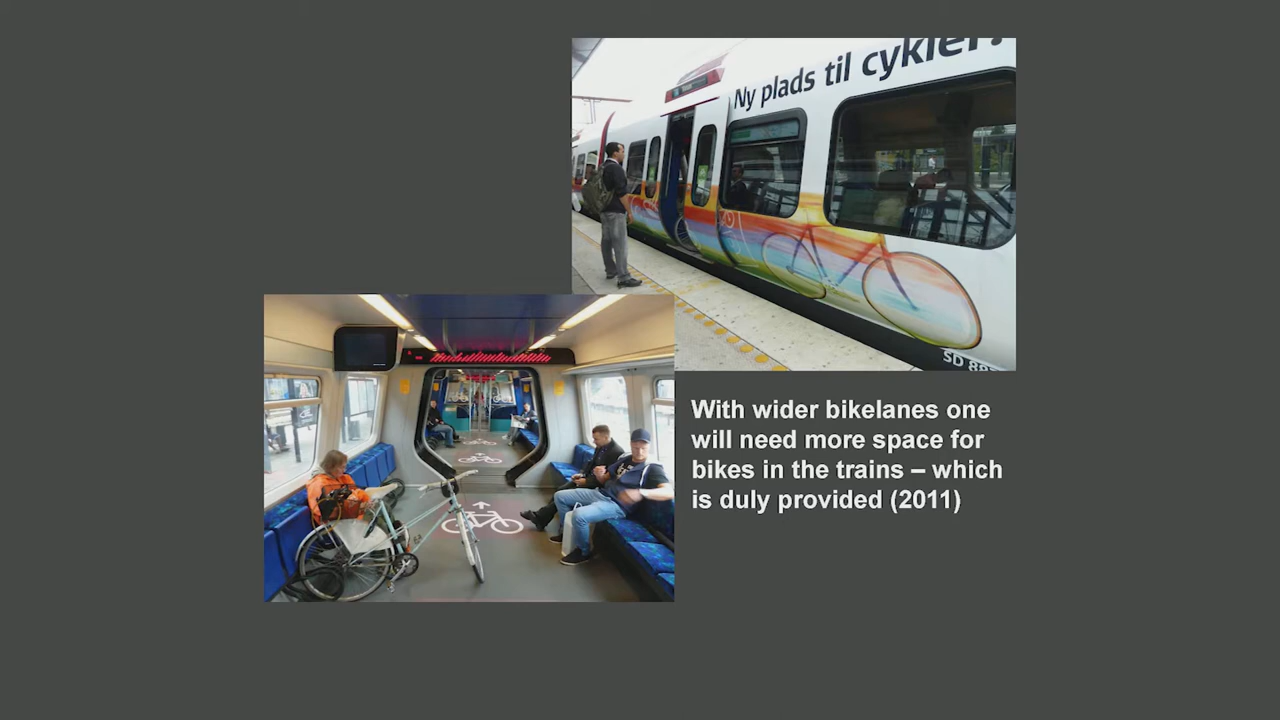 Ny plads til cykler!
SD
With wider bikelanes one
will need more space for
bikes in the trains – which
is duly provided (2011)